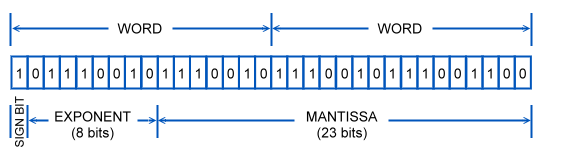 WORD WORD
1 0 1 1 1 0 0 1 0 1 1 1 0 0 1 0 1 1 1 0 0 1 0 1 1 1 0 0 1 1 0 0
SIGN BIT
EXPONENT
(8 bits)
MANTISSA
(23 bits)